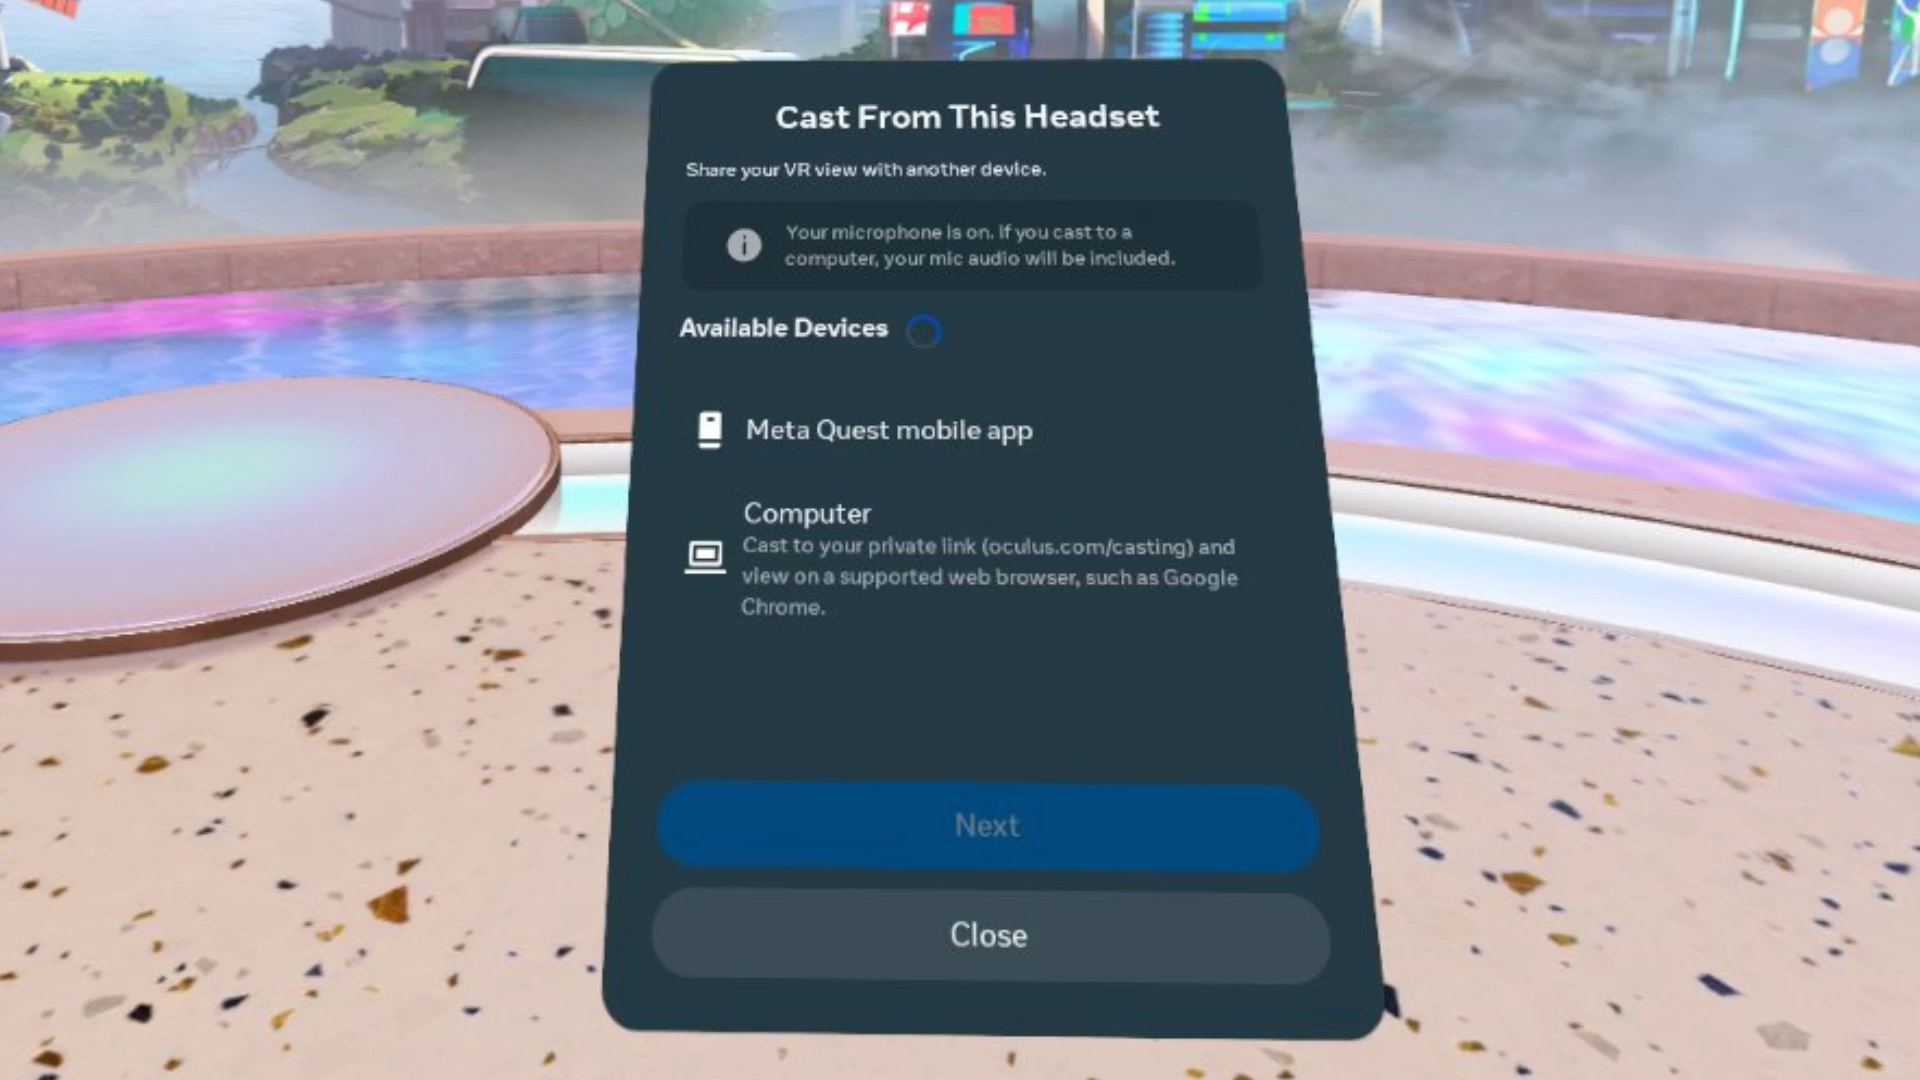 Cast From This Headset
Share your VR view with another device.
Your microphone is on. If you cast to a
computer, your mic audio will be included.
Available Devices
Meta Quest mobile app
Computer
Cast to your private link (oculus.com/casting) and
view on a supported web browser, such as Google
Chrome.
Next
Close